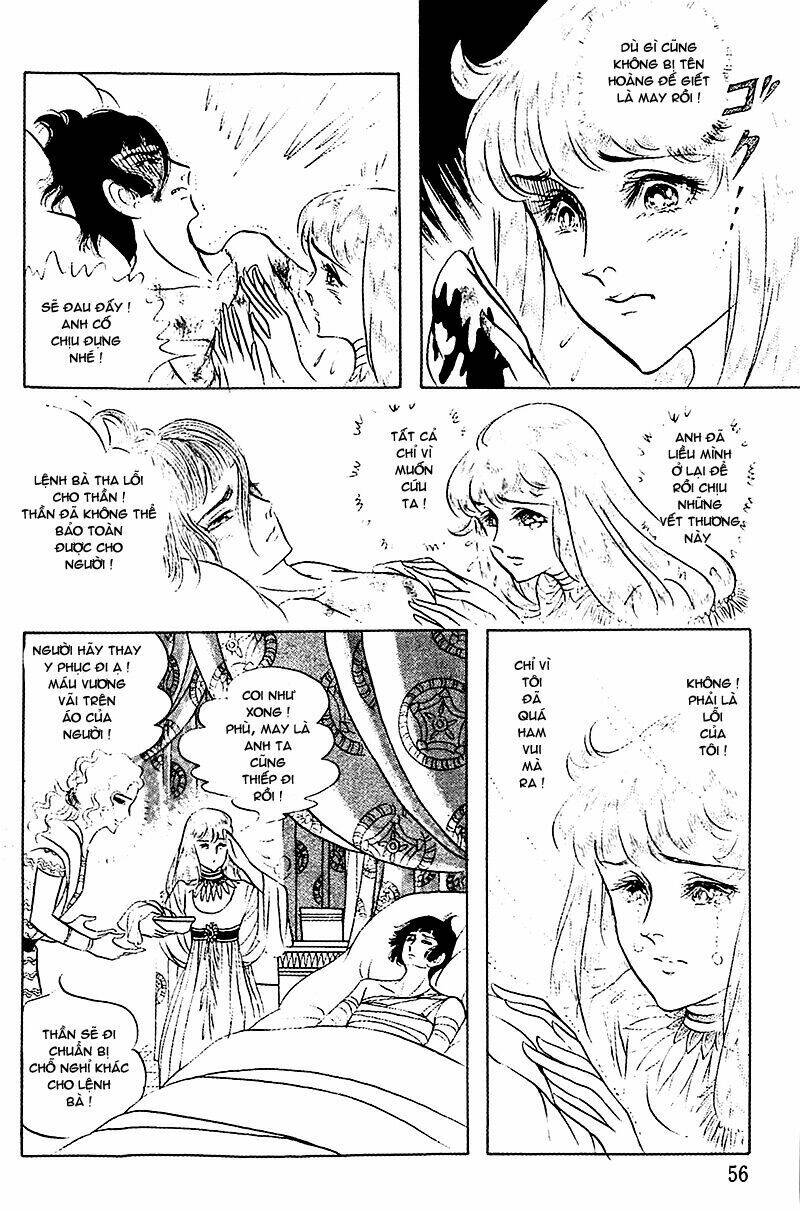 DÙ GÌ CŨNG
KHÔNG BỊ TÊN
HOÀNG ĐẾ GIẾT
LÀ MAY RỒI !
ゴク
SẼ ĐAU ĐẤY !
ANH CỐ
CHỊU ĐỤNG
NHÉ !
ANH ĐÃ
LIỀU MÌNH
Ở LẠI ĐỂ
RỒI CHỊU
NHỮNG
VẾT THƯƠNG
NÀY
TẤT CẢ
CHỈ VÌ
MUỐN
CỨU
TA !
LỆNH BÀ THA LỖI
CHO THẦN !
THẦN ĐÃ KHÔNG THỂ
BẢO TOÀN
ĐƯỢC CHO
NGƯỜI !
KHÔNG !
PHẢI LÀ
LỖI
CỦA
TÔI !
CHỈ VÌ
TÔI
ĐÃ
QUÁ
HAM
VUI
MÀ
RA !
COI NHƯ
XONG !
PHÙ, MAY LÀ
ANH TA
CŨNG
THIẾP ĐI
RỒI !
NGƯỜI HÃY THAY
Y PHỤC ĐI Ạ !
MÁU VƯƠNG
VÃI TRÊN
ÁO CỦA
NGƯỜI !
THẦN SẼ ĐI
CHUẨN BỊ
CHỖ NGHỈ KHÁC
CHO LỆNH
BÀ !
56